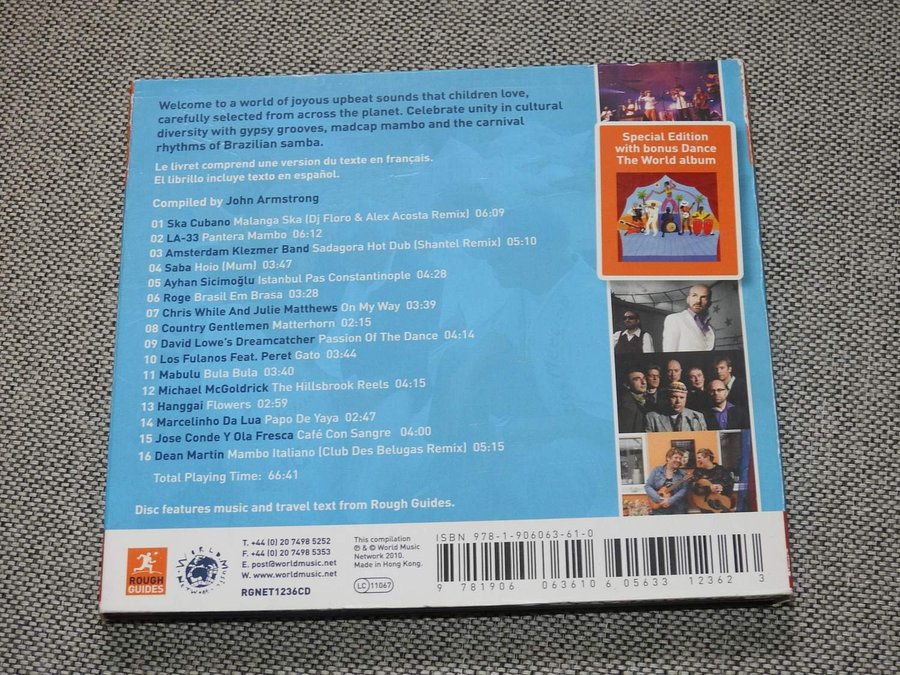 Welcome to a world of joyous upbeat sounds that children love,
carefully selected from across the planet. Celebrate unity in cultural
diversity with gypsy grooves, madcap mambo and the carnival
rhythms of Brazilian samba.
Le livret comprend une version du texte en français.
El librillo incluye texto en español.
Compiled by John Armstrong
01 Ska Cubano Malanga Ska (Dj Floro & Alex Acosta Remix) 06:09
02 LA-33 Pantera Mambo 06:12
03 Amsterdam Klezmer Band Sadagora Hot Dub (Shantel Remix) 05:10
04 Saba Hoio (Mum) 03:47
05 Ayhan Sicimoğlu Istanbul Pas Constantinople 04:28
06 Roge Brasil Em Brasa 03:28
07 Chris While And Julie Matthews On My Way 03:39
08 Country Gentlemen Matterhorn 02:15
09 David Lowe's Dreamcatcher Passion Of The Dance 04:14
10 Los Fulanos Feat. Peret Gato 03:44
11 Mabulu Bula Bula 03:40
12 Michael McGoldrick The Hillsbrook Reels 04:15
13 Hanggai Flowers 02:59
14 Marcelinho Da Lua Papo De Yaya 02:47
15 Jose Conde Y Ola Fresca Café Con Sangre 04:00
16 Dean Martin Mambo Italiano (Club Des Belugas Remix) 05:15
Total Playing Time: 66:41
Disc features music and travel text from Rough Guides.
Special Edition
with bonus Dance
The World album
ROUGH
GUIDES
WORLD MUSIC NETWORK
T. +44 (0) 20 7498 5252
F. +44 (0) 20 7498 5353
E. post@worldmusic.net
W. www.worldmusic.net
RGNET1236CD
This compilation
℗ & © World Music
Network 2010.
Made in Hong Kong.
LC 11067
ISBN 978-1-906063-61-0
9 781906 063610
6 05633 12362 3